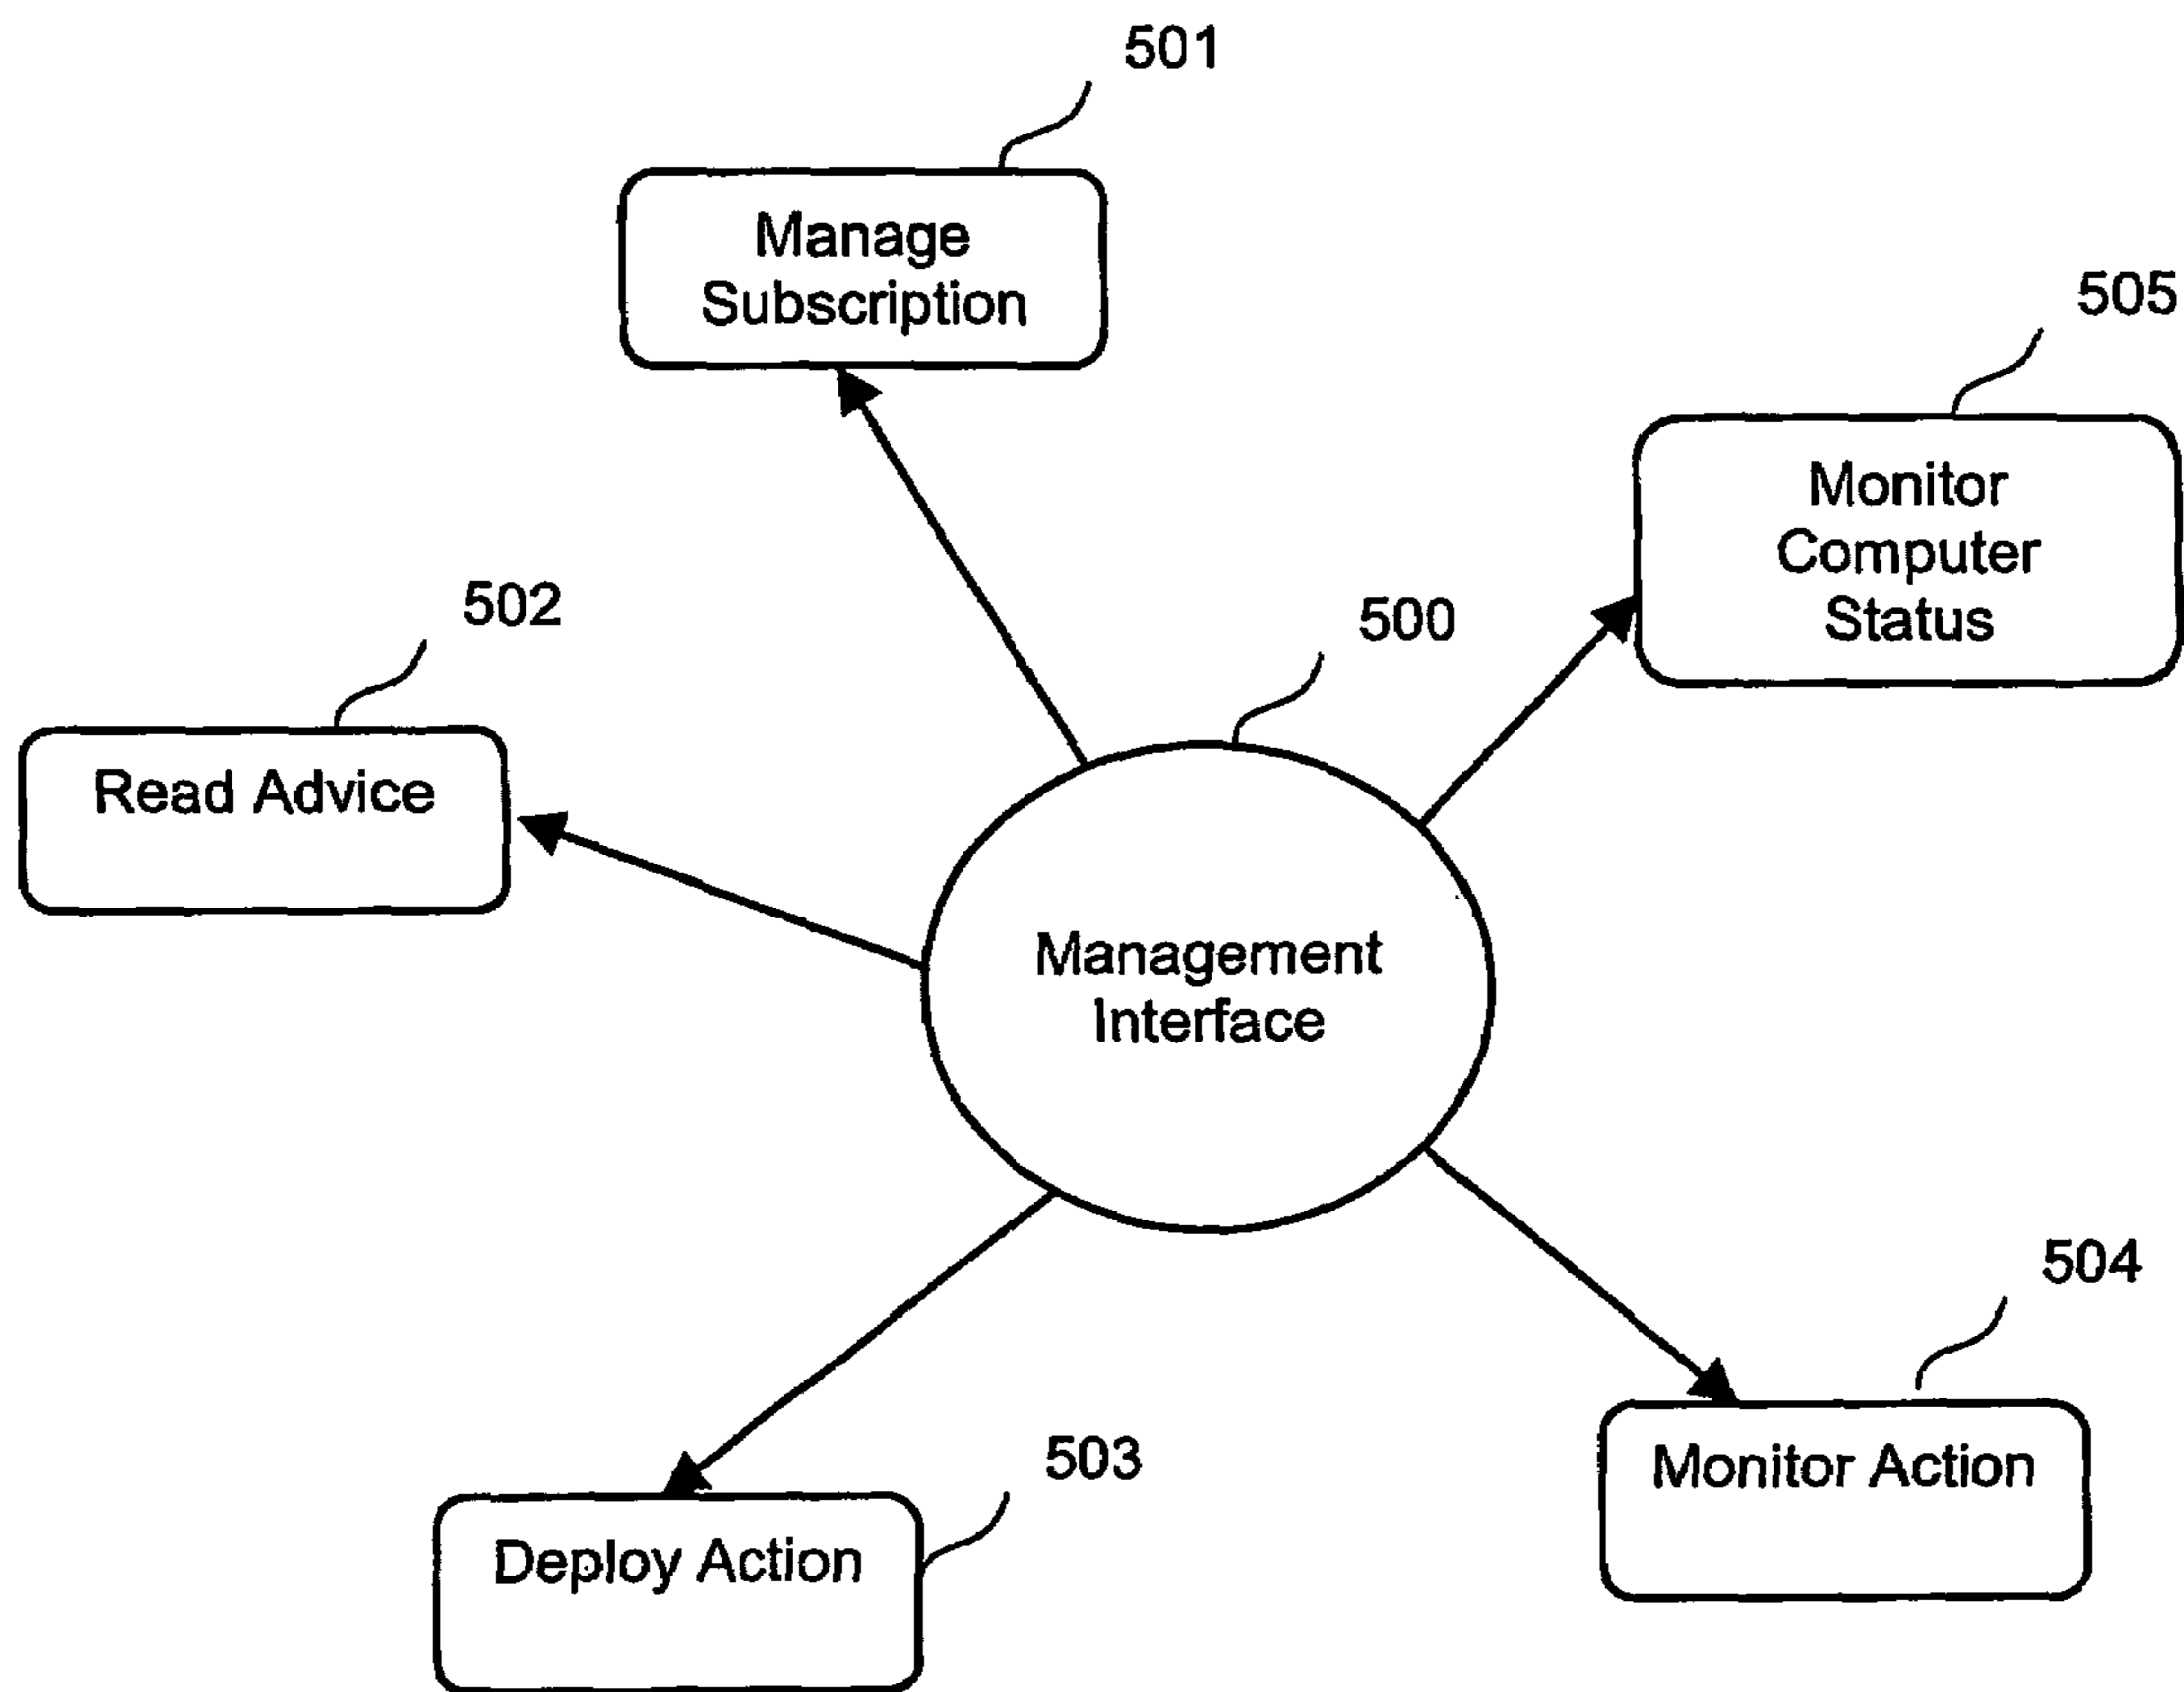 501
Manage
Subscription
505
Monitor
Computer
Status
502
500
Read Advice
Management
Interface
504
503
Monitor Action
Deploy Action